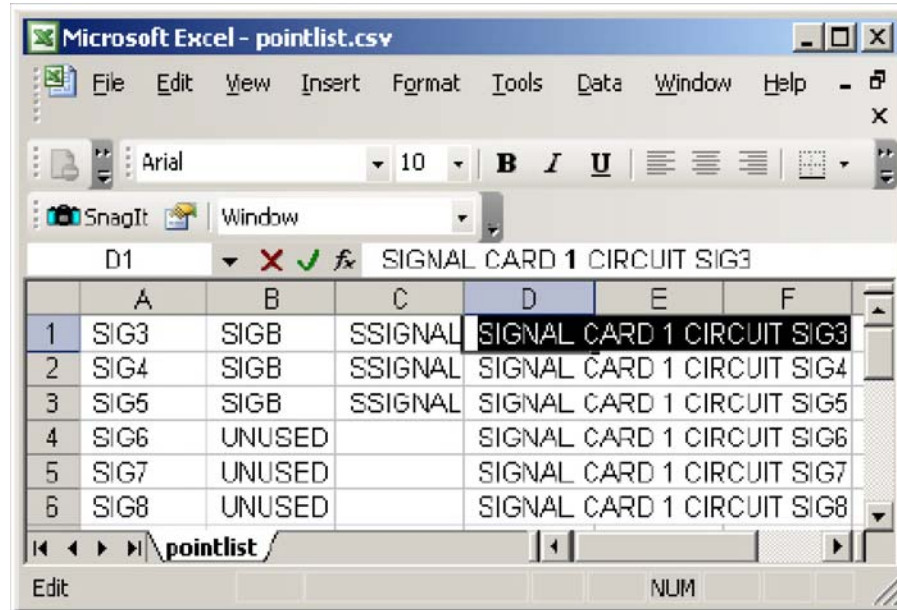 Microsoft Excel - pointlist.csv
File Edit View Insert Format Tools Data Window Help
Arial 10 B I U
SnagIt Window
D1 fx SIGNAL CARD 1 CIRCUIT SIG3
A B C D E F
1 SIG3 SIGB SSIGNAL SIGNAL CARD 1 CIRCUIT SIG3
2 SIG4 SIGB SSIGNAL SIGNAL CARD 1 CIRCUIT SIG4
3 SIG5 SIGB SSIGNAL SIGNAL CARD 1 CIRCUIT SIG5
4 SIG6 UNUSED SIGNAL CARD 1 CIRCUIT SIG6
5 SIG7 UNUSED SIGNAL CARD 1 CIRCUIT SIG7
6 SIG8 UNUSED SIGNAL CARD 1 CIRCUIT SIG8
pointlist
Edit NUM